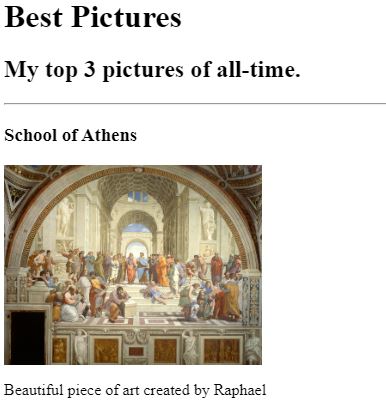 Best Pictures
My top 3 pictures of all-time.
School of Athens
Beautiful piece of art created by Raphael